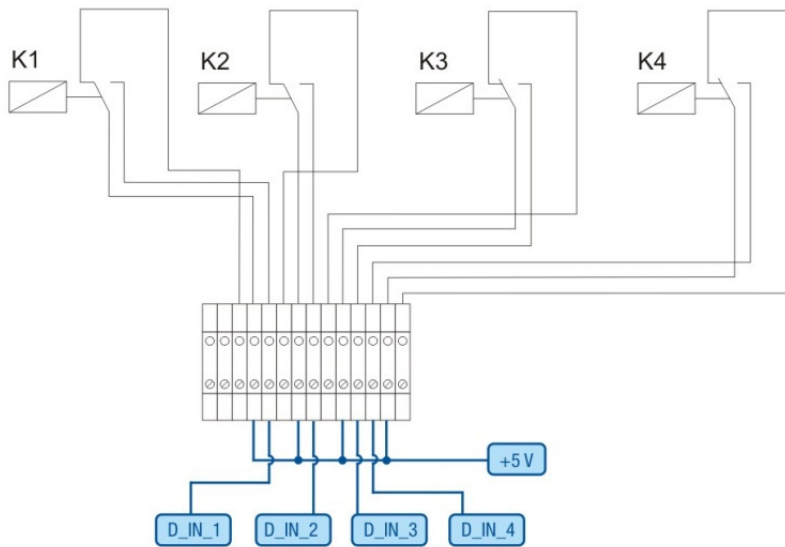 K1
K2
K3
K4
+5 V
D_IN_1
D_IN_2
D_IN_3
D_IN_4